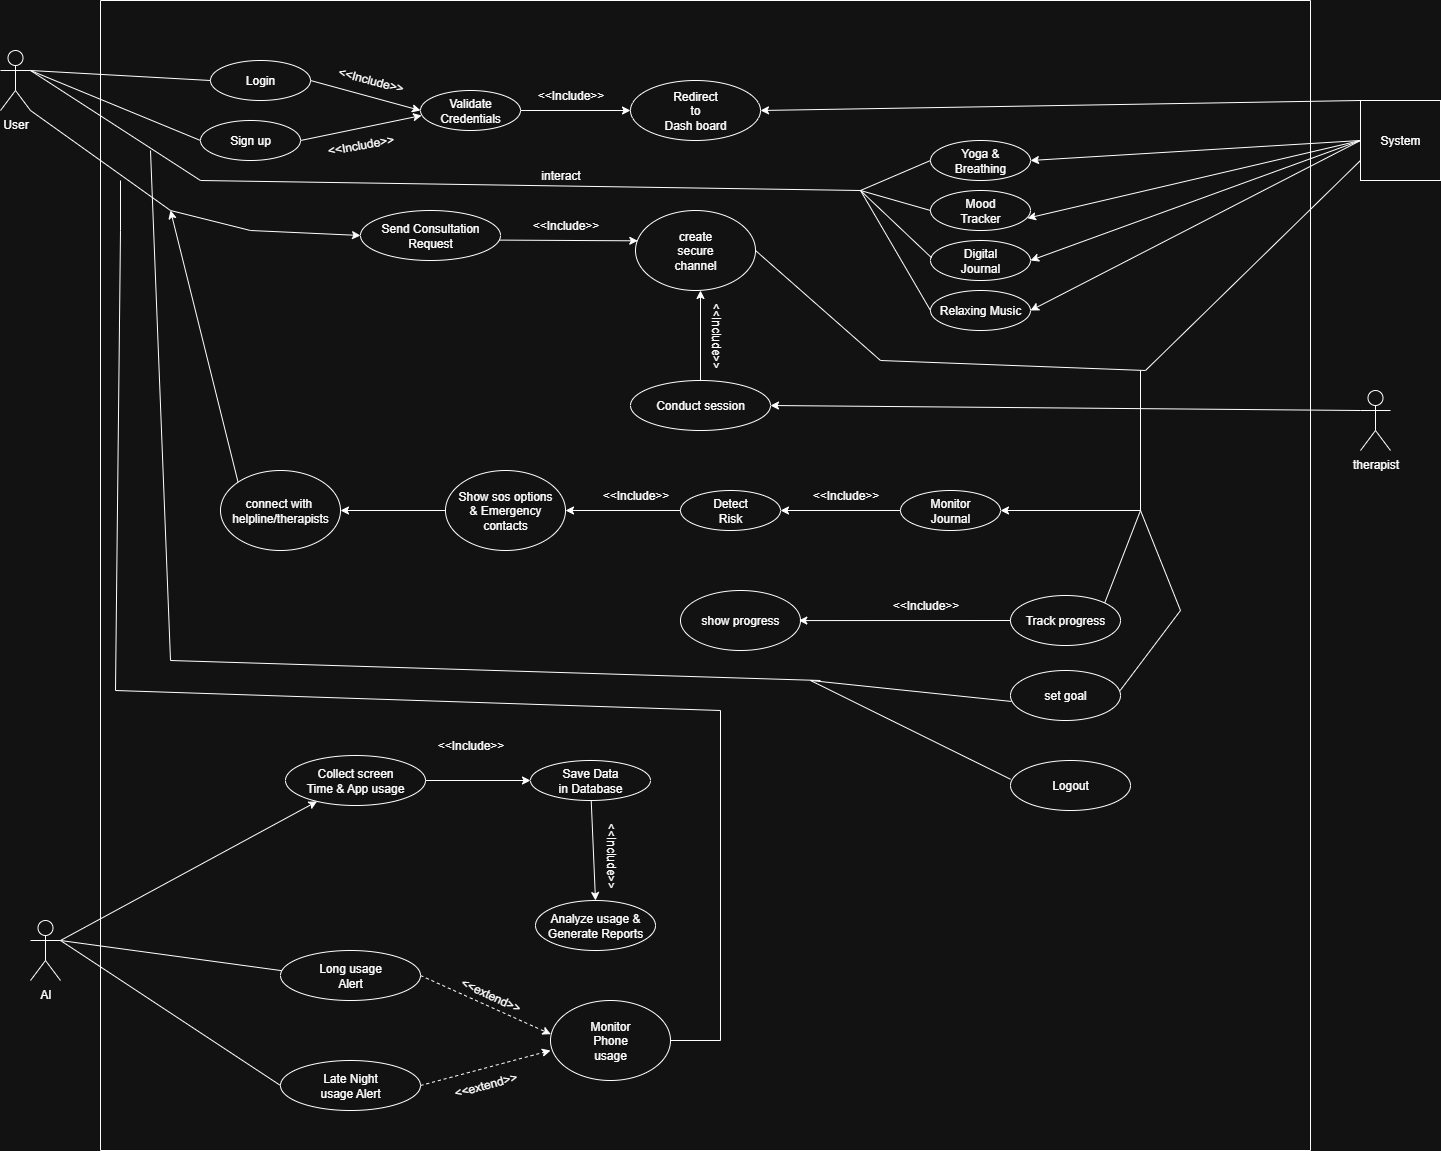 User
Login
<<Include>>
Sign up
<<Include>>
Validate
Credentials
<<Include>>
Redirect
to
Dash board
System
interact
Yoga &
Breathing
Mood
Tracker
Digital
Journal
Relaxing Music
Send Consultation
Request
<<Include>>
create
secure
channel
<<Include>>
Conduct session
therapist
connect with
helpline/therapists
Show sos options
& Emergency
contacts
<<Include>>
Detect
Risk
<<Include>>
Monitor
Journal
show progress
<<Include>>
Track progress
set goal
Logout
Collect screen
Time & App usage
<<Include>>
Save Data
in Database
<<Include>>
Analyze usage &
Generate Reports
AI
Long usage
Alert
<<extend>>
Monitor
Phone
usage
Late Night
usage Alert
<<extend>>